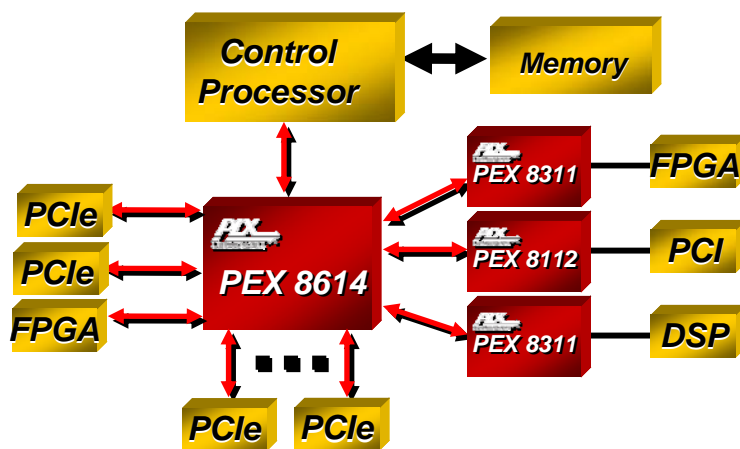 Control
Processor
Memory
PEX 8311
FPGA
PCIe
PEX
PEX 8614
PEX 8112
PCI
PCIe
FPGA
PEX 8311
DSP
PCIe
PCIe